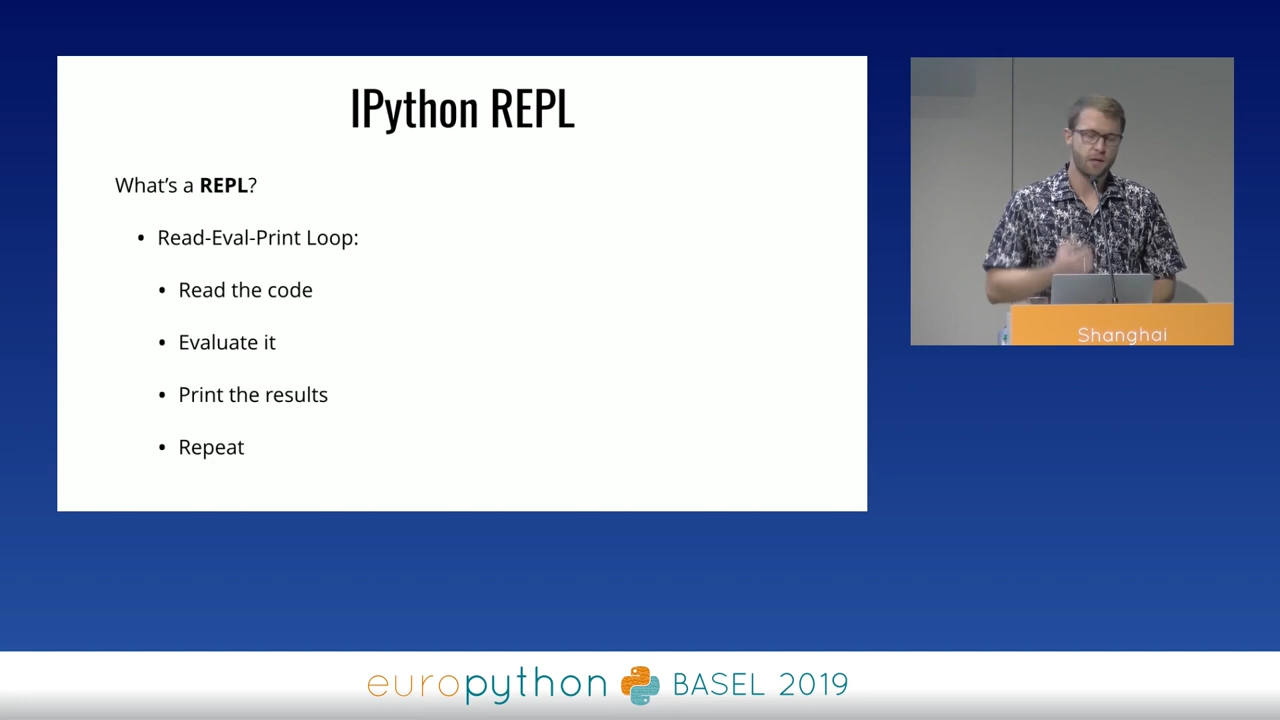 IPython REPL
What's a REPL?
• Read-Eval-Print Loop:
• Read the code
• Evaluate it
• Print the results
• Repeat
Shanghai
europython BASEL 2019